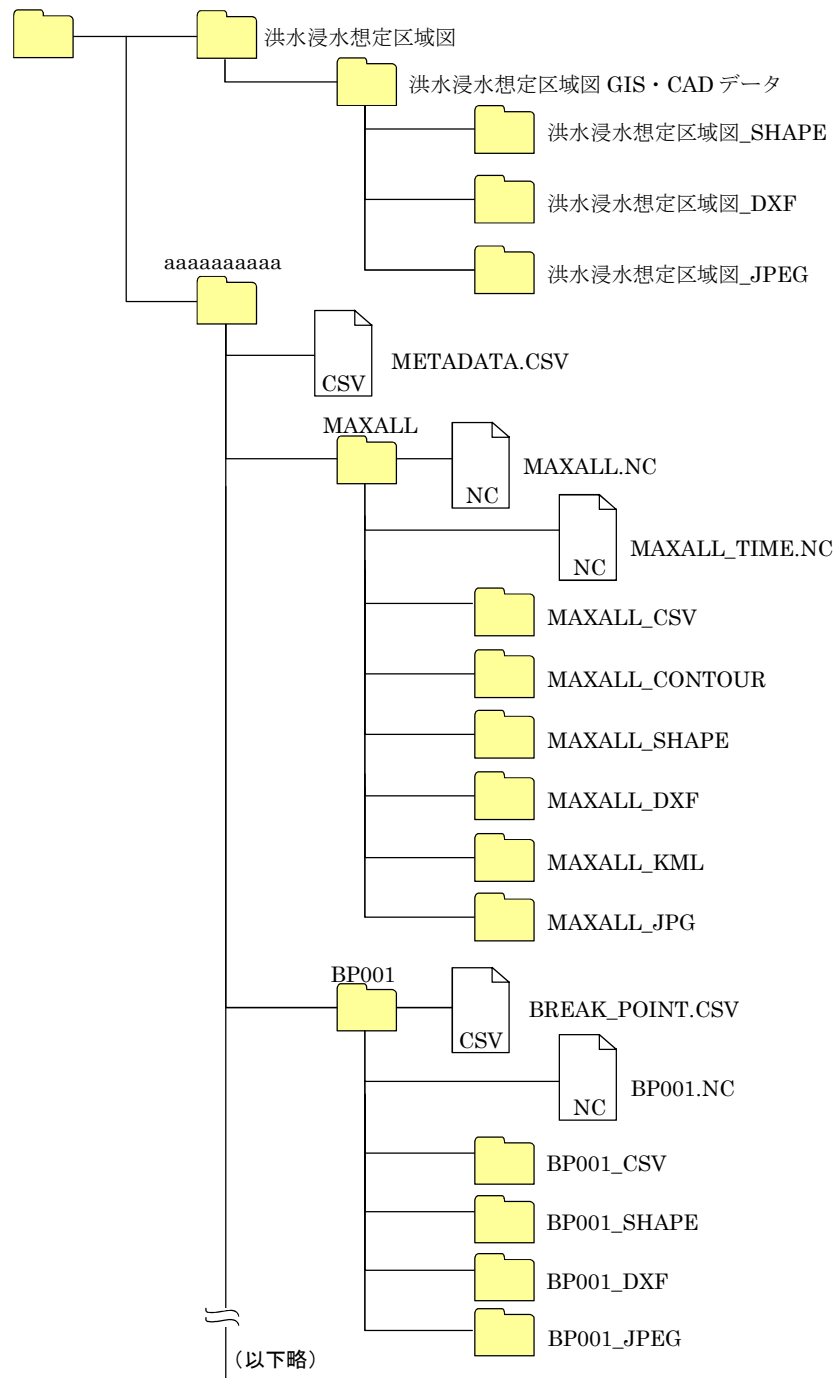 洪水浸水想定区域図
洪水浸水想定区域図 GIS・CAD データ
洪水浸水想定区域図_SHAPE
洪水浸水想定区域図_DXF
洪水浸水想定区域図_JPEG
aaaaaaaaaa
CSV
METADATA.CSV
MAXALL
NC
MAXALL.NC
NC
MAXALL_TIME.NC
MAXALL_CSV
MAXALL_CONTOUR
MAXALL_SHAPE
MAXALL_DXF
MAXALL_KML
MAXALL_JPG
BP001
CSV
BREAK_POINT.CSV
NC
BP001.NC
BP001_CSV
BP001_SHAPE
BP001_DXF
BP001_JPEG
（以下略）